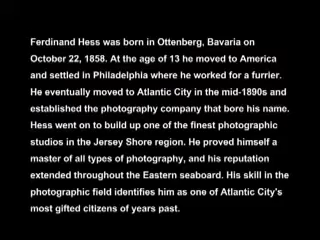 Ferdinand Hess was born in Ottenberg, Bavaria on
October 22, 1858. At the age of 13 he moved to America
and settled in Philadelphia where he worked for a furrier.
He eventually moved to Atlantic City in the mid-1890s and
established the photography company that bore his name.
Hess went on to build up one of the finest photographic
studios in the Jersey Shore region. He proved himself a
master of all types of photography, and his reputation
extended throughout the Eastern seaboard. His skill in the
photographic field identifies him as one of Atlantic City's
most gifted citizens of years past.